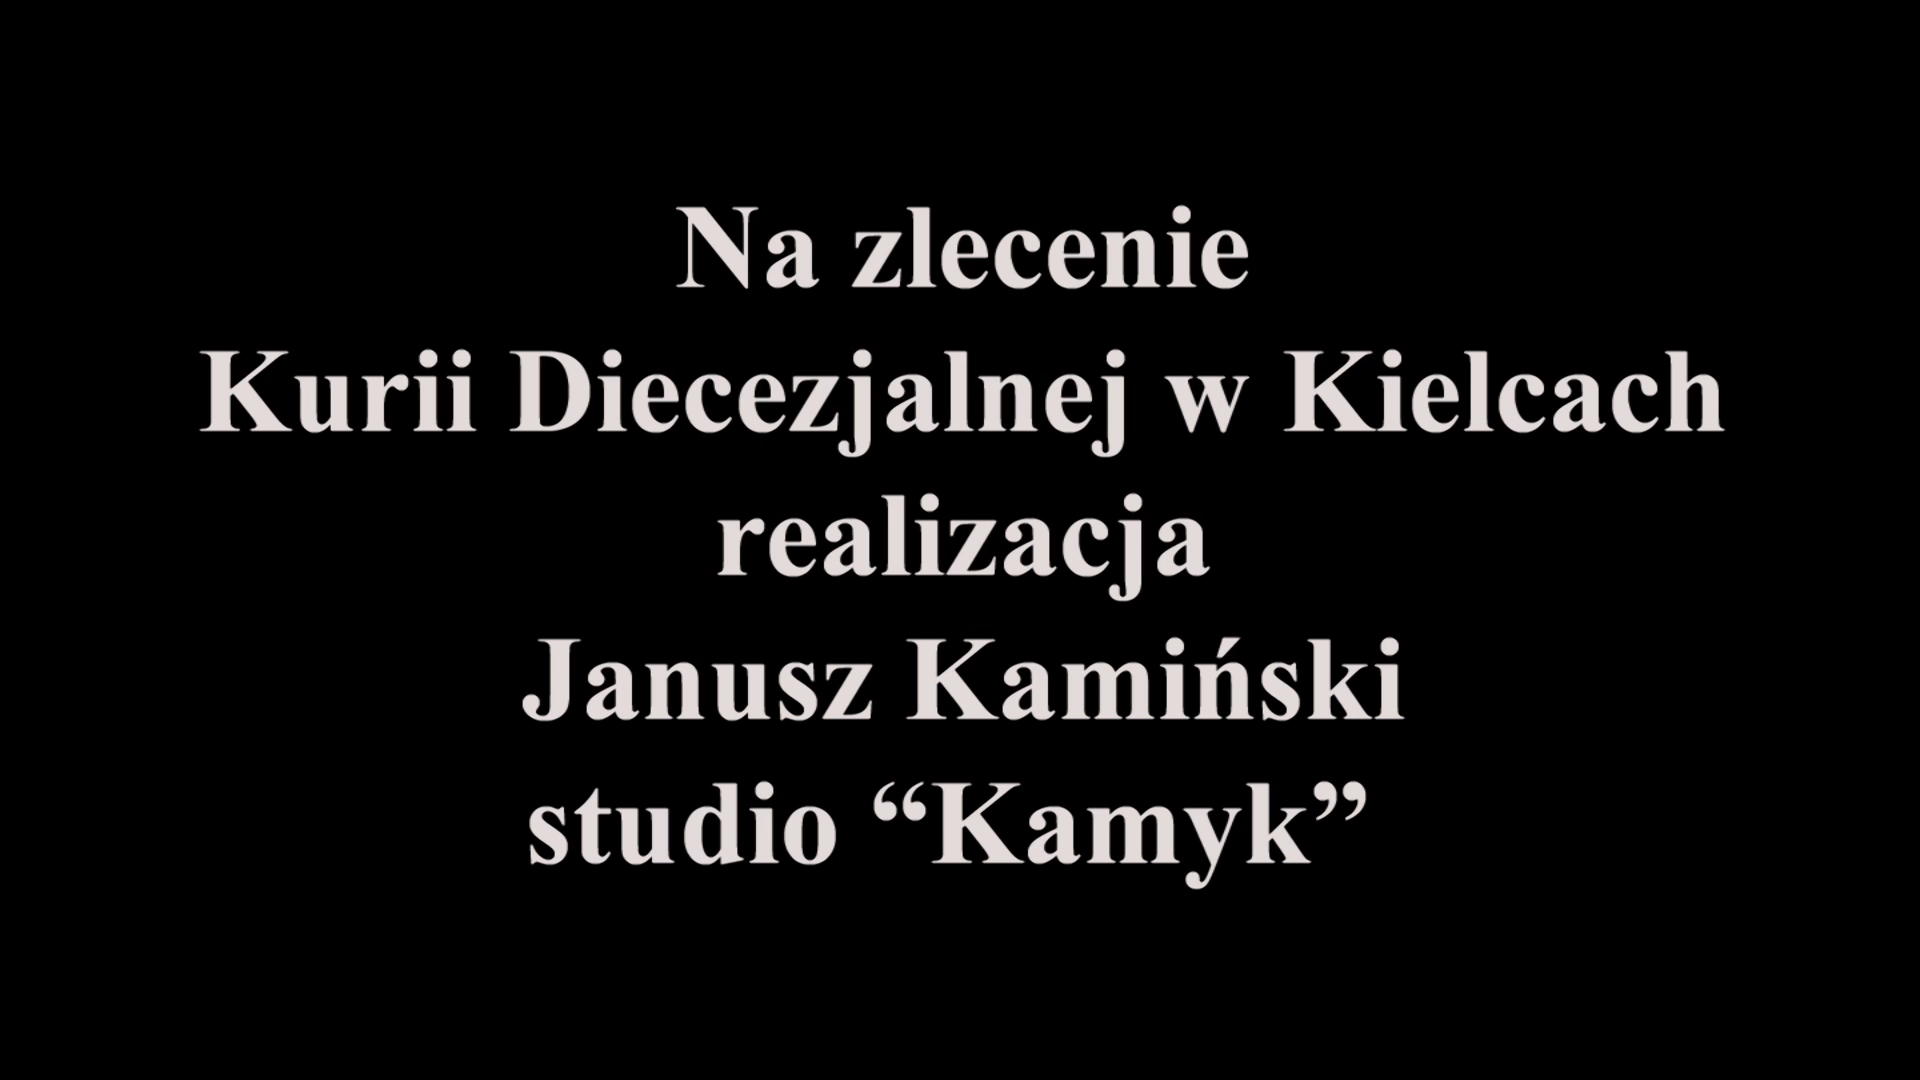 Na zlecenie
Kurii Diecezjalnej w Kielcach
realizacja
Janusz Kamiński
studio “Kamyk”